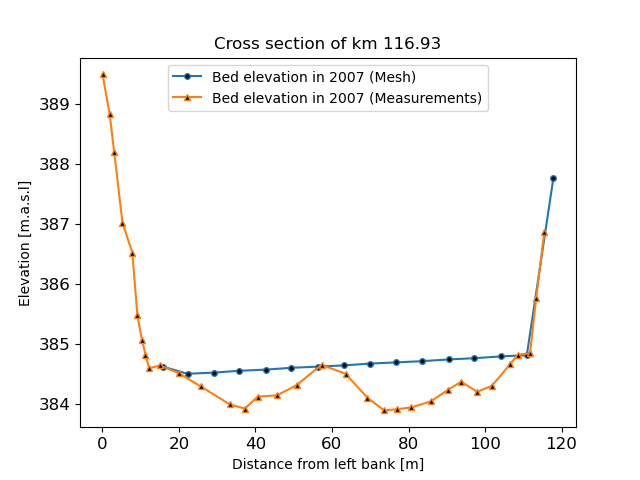 Cross section of km 116.93
Bed elevation in 2007 (Mesh)
Bed elevation in 2007 (Measurements)
Elevation [m.a.s.l]
389
388
387
386
385
384
0 20 40 60 80 100 120
Distance from left bank [m]